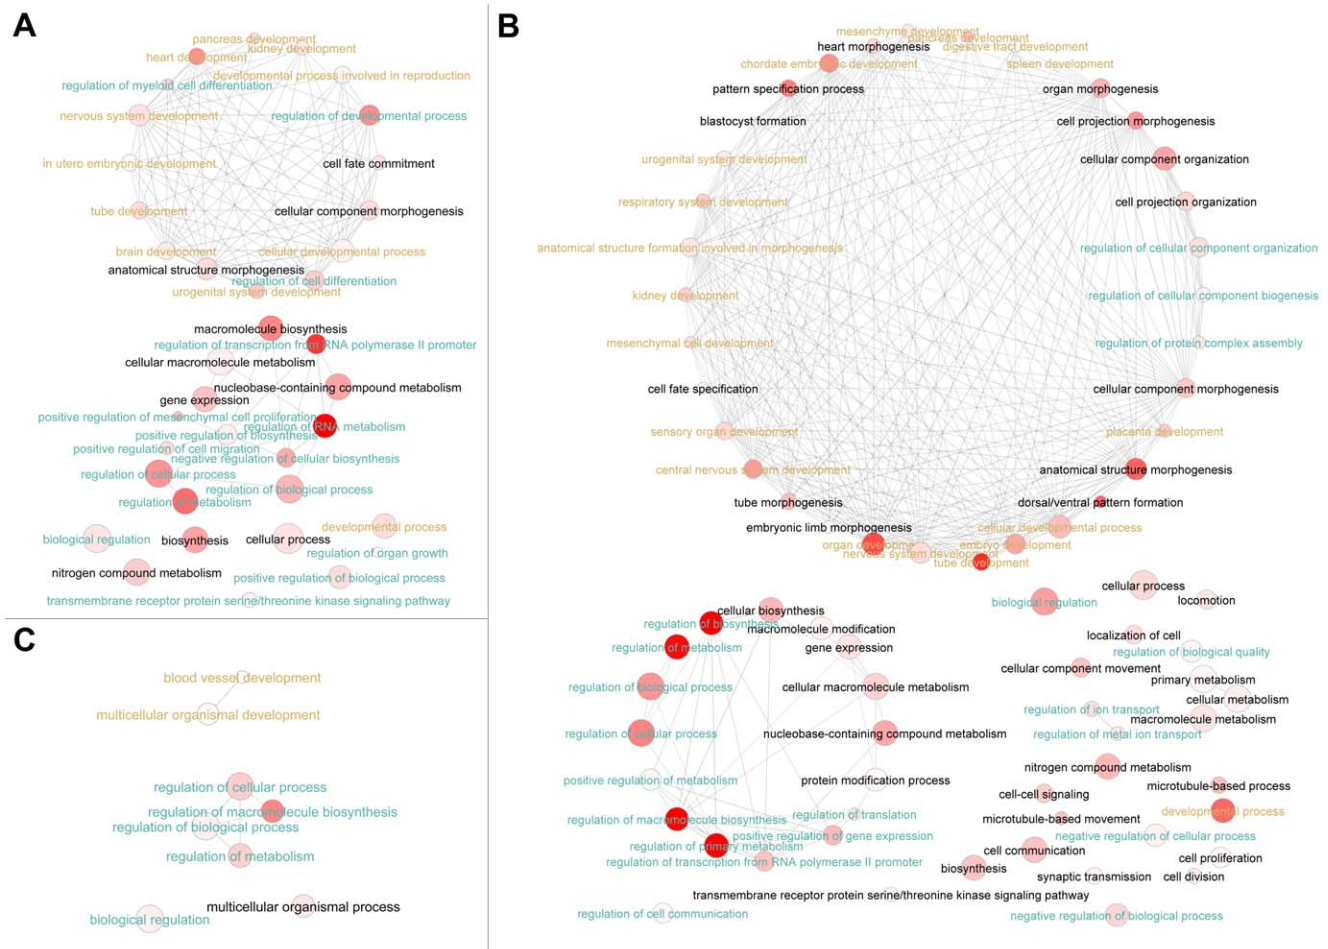 A
pancreas development
kidney development
heart development
developmental process involved in reproduction
regulation of myeloid cell differentiation
nervous system development
regulation of developmental process
in utero embryonic development
cell fate commitment
tube development
cellular component morphogenesis
brain development
cellular developmental process
anatomical structure morphogenesis
regulation of cell differentiation
urogenital system development
macromolecule biosynthesis
regulation of transcription from RNA polymerase II promoter
cellular macromolecule metabolism
nucleobase-containing compound metabolism
gene expression
positive regulation of mesenchymal cell proliferation
regulation of RNA metabolism
positive regulation of biosynthesis
positive regulation of cell migration
negative regulation of cellular biosynthesis
regulation of cellular process
regulation of biological process
regulation of metabolism
developmental process
biological regulation
biosynthesis
cellular process
regulation of organ growth
nitrogen compound metabolism
positive regulation of biological process
transmembrane receptor protein serine/threonine kinase signaling pathway
B
mesenchyme development
pancreas development
heart morphogenesis
digestive tract development
chordate embryonic development
spleen development
pattern specification process
organ morphogenesis
blastocyst formation
cell projection morphogenesis
urogenital system development
cellular component organization
respiratory system development
cell projection organization
anatomical structure formation involved in morphogenesis
regulation of cellular component organization
kidney development
regulation of cellular component biogenesis
mesenchymal cell development
regulation of protein complex assembly
cell fate specification
cellular component morphogenesis
sensory organ development
placenta development
central nervous system development
anatomical structure morphogenesis
tube morphogenesis
dorsal/ventral pattern formation
embryonic limb morphogenesis
cellular developmental process
organ developme
embryo development
nervous system development
tube development
cellular biosynthesis
regulation of biosynthesis
macromolecule modification
regulation of metabolism
gene expression
regulation of biological process
cellular macromolecule metabolism
regulation of cellular process
nucleobase-containing compound metabolism
positive regulation of metabolism
protein modification process
regulation of macromolecule biosynthesis
regulation of translation
positive regulation of gene expression
regulation of primary metabolism
regulation of transcription from RNA polymerase II promoter
transmembrane receptor protein serine/threonine kinase signaling pathway
regulation of cell communication
cellular process
biological regulation
locomotion
localization of cell
regulation of biological quality
cellular component movement
primary metabolism
cellular metabolism
regulation of ion transport
macromolecule metabolism
regulation of metal ion transport
nitrogen compound metabolism
microtubule-based process
cell-cell signaling
developmental process
microtubule-based movement
negative regulation of cellular process
cell communication
cell proliferation
biosynthesis
synaptic transmission
cell division
negative regulation of biological process
C
blood vessel development
multicellular organismal development
regulation of cellular process
regulation of macromolecule biosynthesis
regulation of biological process
regulation of metabolism
multicellular organismal process
biological regulation